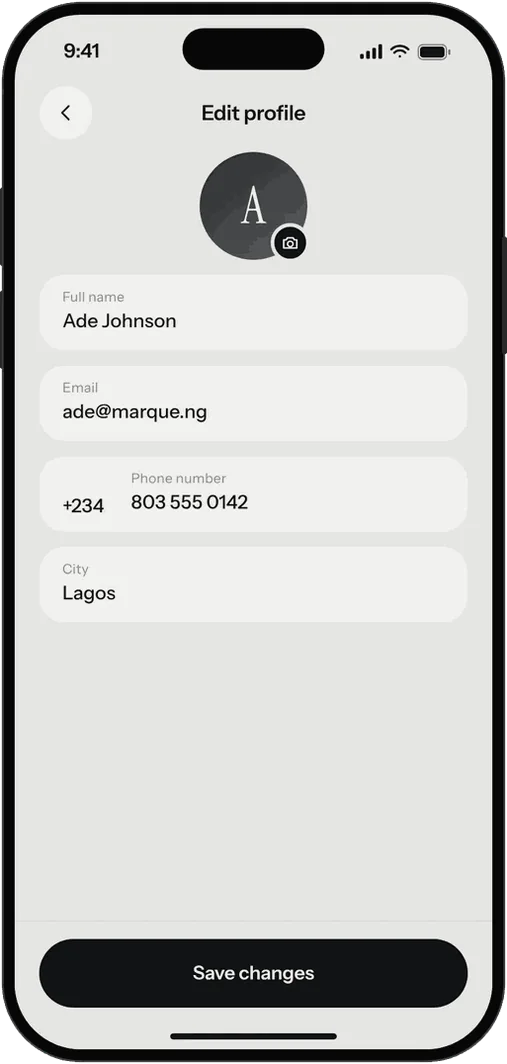 9:41
Edit profile
A
Full name
Ade Johnson
Email
ade@marque.ng
Phone number
+234 803 555 0142
City
Lagos
Save changes